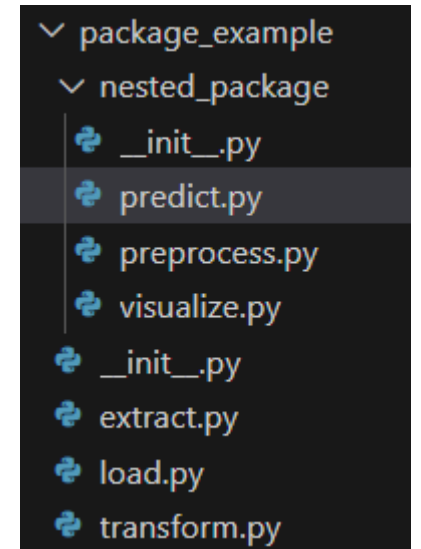 package_example
nested_package
__init__.py
predict.py
preprocess.py
visualize.py
__init__.py
extract.py
load.py
transform.py